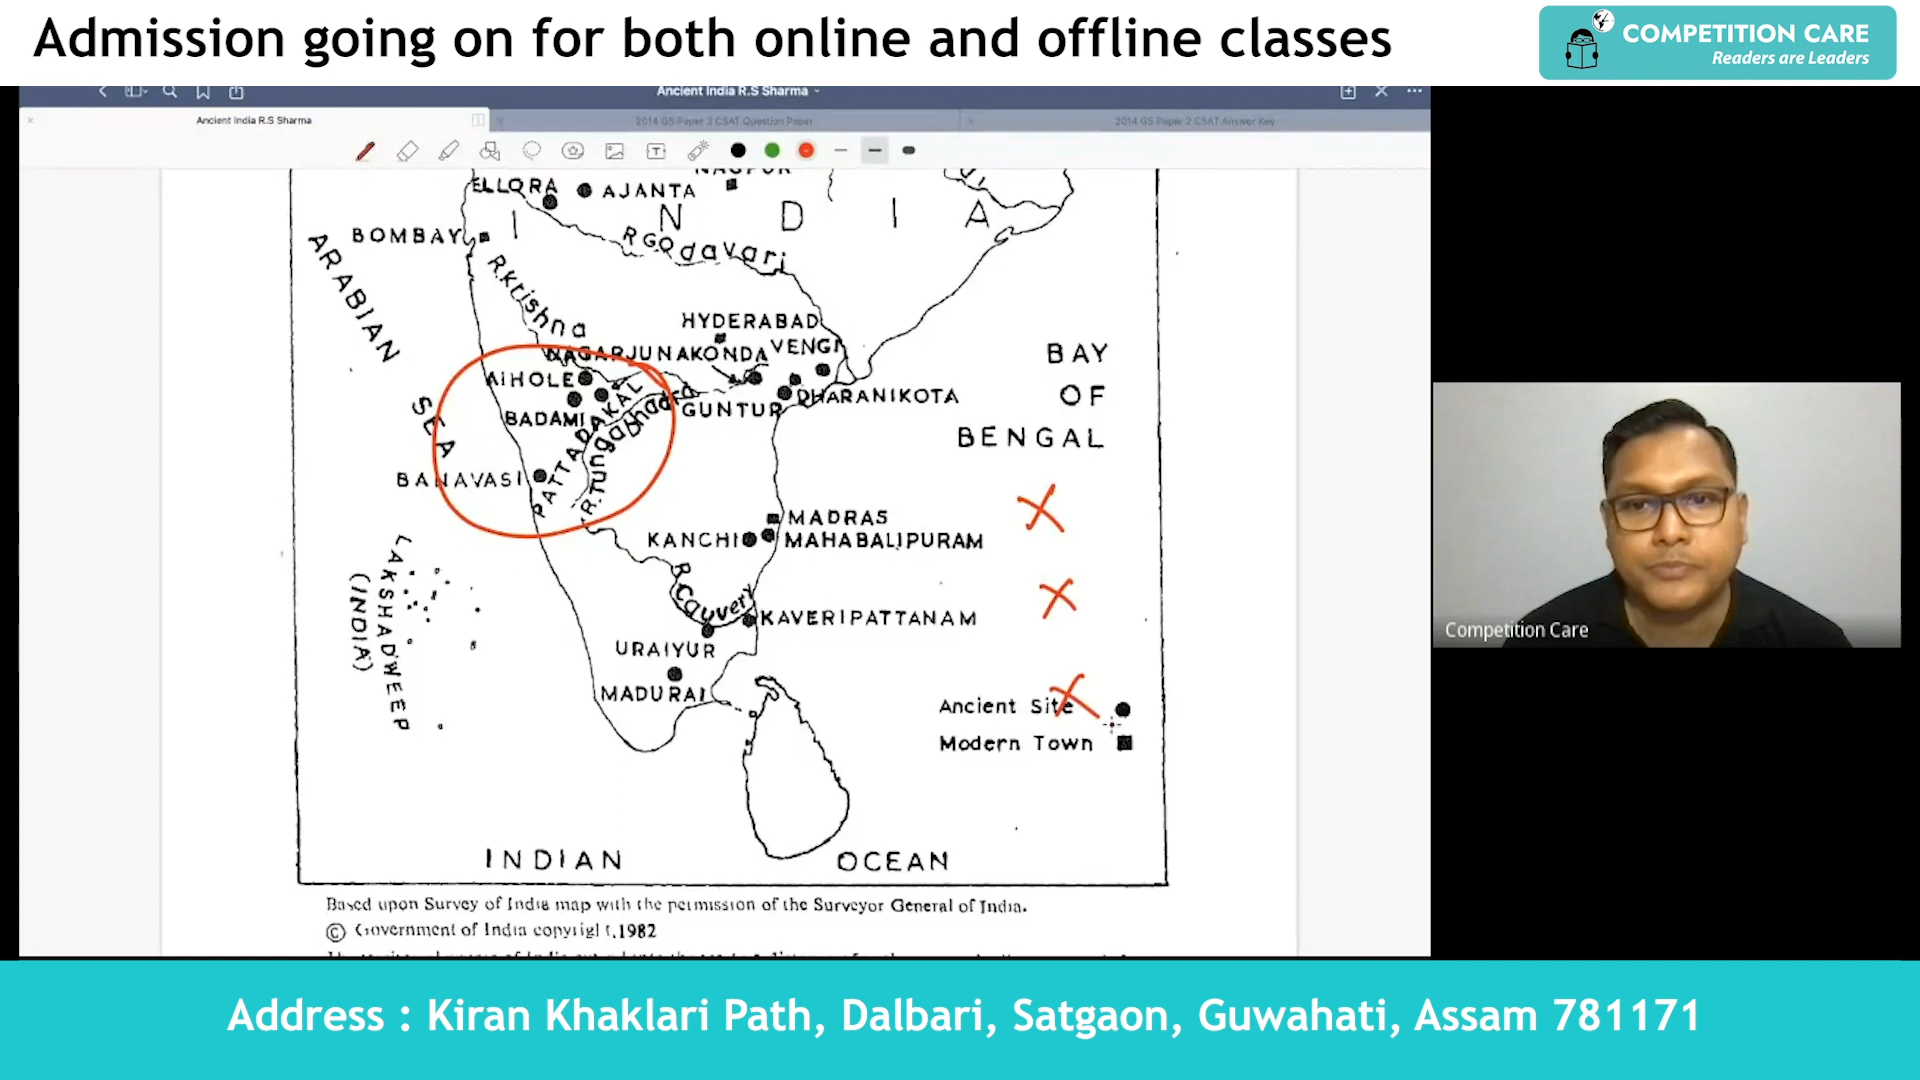 Admission going on for both online and offline classes
COMPETITION CARE
Readers are Leaders
Ancient India R.S Sharma
Ancient India R.S Sharma
2014 GS Paper 2 CSAT Question Paper
2014 GS Paper 2 CSAT Answer Key
NAGPUR
ELLORA
AJANTA
I N D I A
BOMBAY
R Godavari
ARABIAN
SEA
R.Krishna
HYDERABAD
NAGARJUNAKONDA
VENGI
BAY
OF
BENGAL
AIHOLE
BADAMI
PATTADAKAL
R.Tungabhadra
GUNTUR
DHARANIKOTA
BANAVASI
MADRAS
KANCHI
MAHABALIPURAM
LAKSHADWEEP
(INDIA)
R Cauvery
KAVERIPATTANAM
URAIYUR
MADURAI
Ancient Site
Modern Town
INDIAN OCEAN
Based upon Survey of India map with the permission of the Surveyor General of India.
© Government of India copyright, 1982
Competition Care
Address : Kiran Khaklari Path, Dalbari, Satgaon, Guwahati, Assam 781171